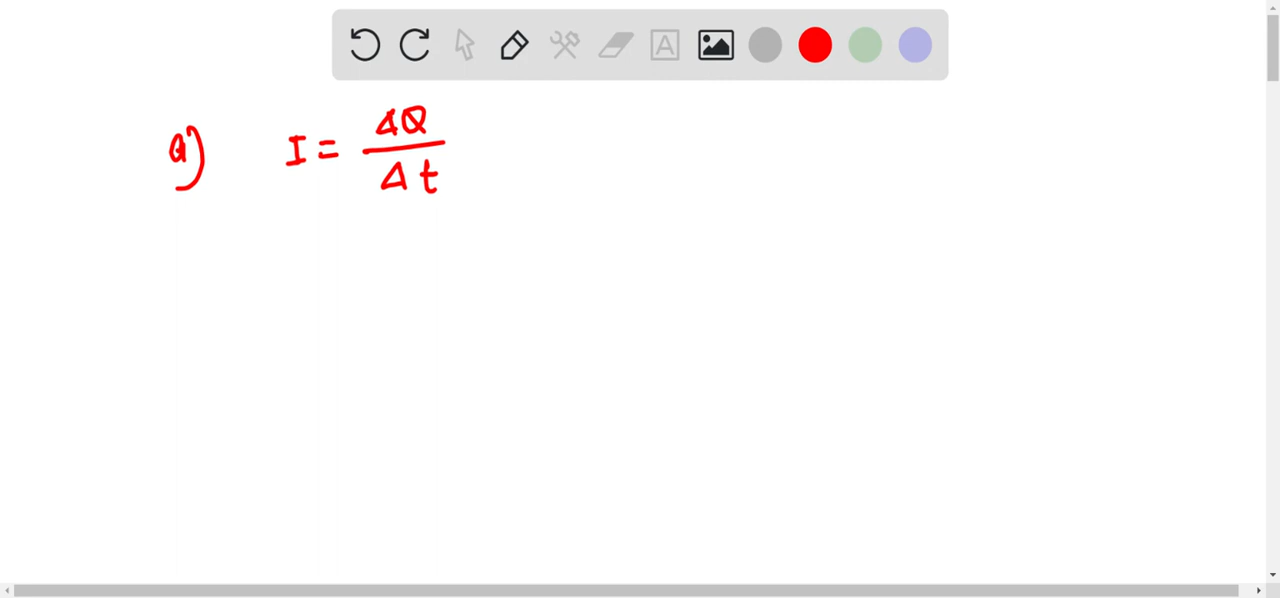 a) I = ΔQ / Δt